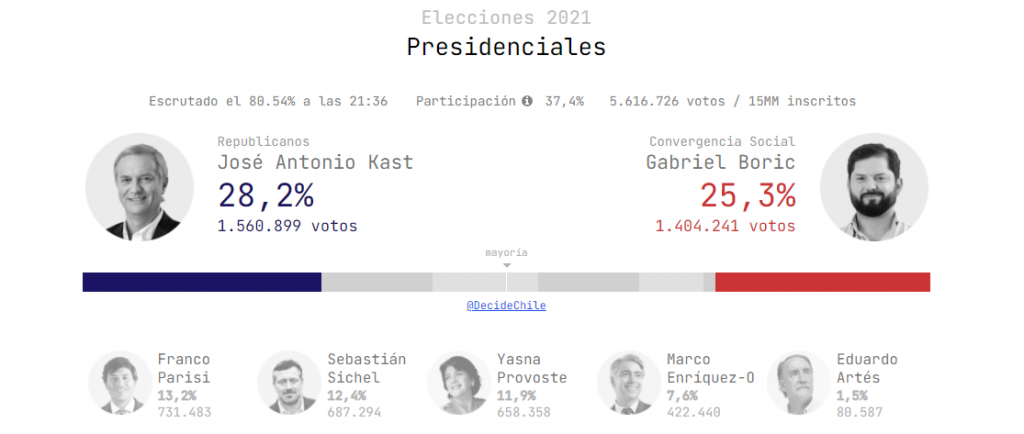 Elecciones 2021
Presidenciales
Escrutado el 80.54% a las 21:36 Participación 37,4% 5.616.726 votos / 15MM inscritos
Republicanos
José Antonio Kast
28,2%
1.560.899 votos
Convergencia Social
Gabriel Boric
25,3%
1.404.241 votos
mayoría
@DecideChile
Franco
Parisi
13,2%
731.483
Sebastián
Sichel
12,4%
687.294
Yasna
Provoste
11,9%
658.358
Marco
Enríquez-O
7,6%
422.440
Eduardo
Artés
1,5%
80.587